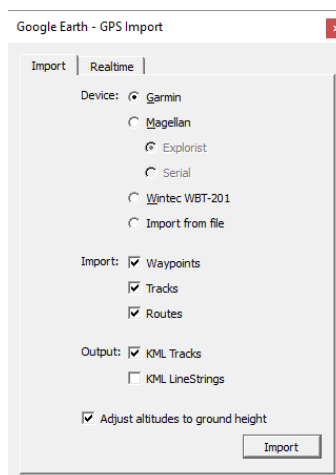 Google Earth - GPS Import
Import Realtime
Device: Garmin
Magellan
Explorist
Serial
Wintec WBT-201
Import from file
Import: Waypoints
Tracks
Routes
Output: KML Tracks
KML LineStrings
Adjust altitudes to ground height
Import